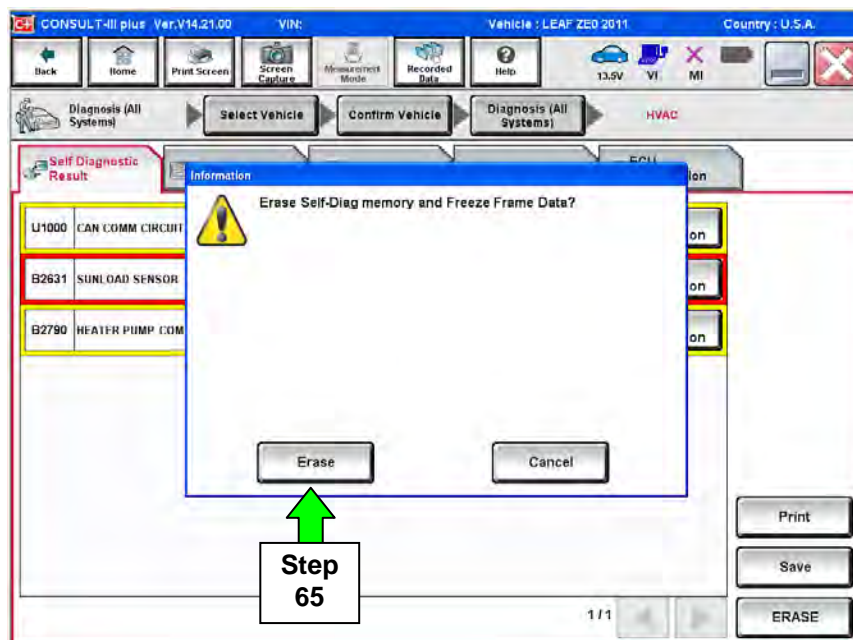 C+ CONSULT-III plus Ver.V14.21.00 VIN: Vehicle : LEAF ZE0 2011 Country : U.S.A.
Back Home Print Screen Screen Capture Measurement Mode Recorded Data Help 13.5V VI MI
Diagnosis (All Systems) Select Vehicle Confirm Vehicle Diagnosis (All Systems) HVAC
Self Diagnostic Result
ECU
Information
Erase Self-Diag memory and Freeze Frame Data?
U1000 CAN COMM CIRCUIT
B2631 SUNLOAD SENSOR
B2790 HEATER PUMP COM
Erase Cancel
Step
65
Print
Save
1/1
ERASE